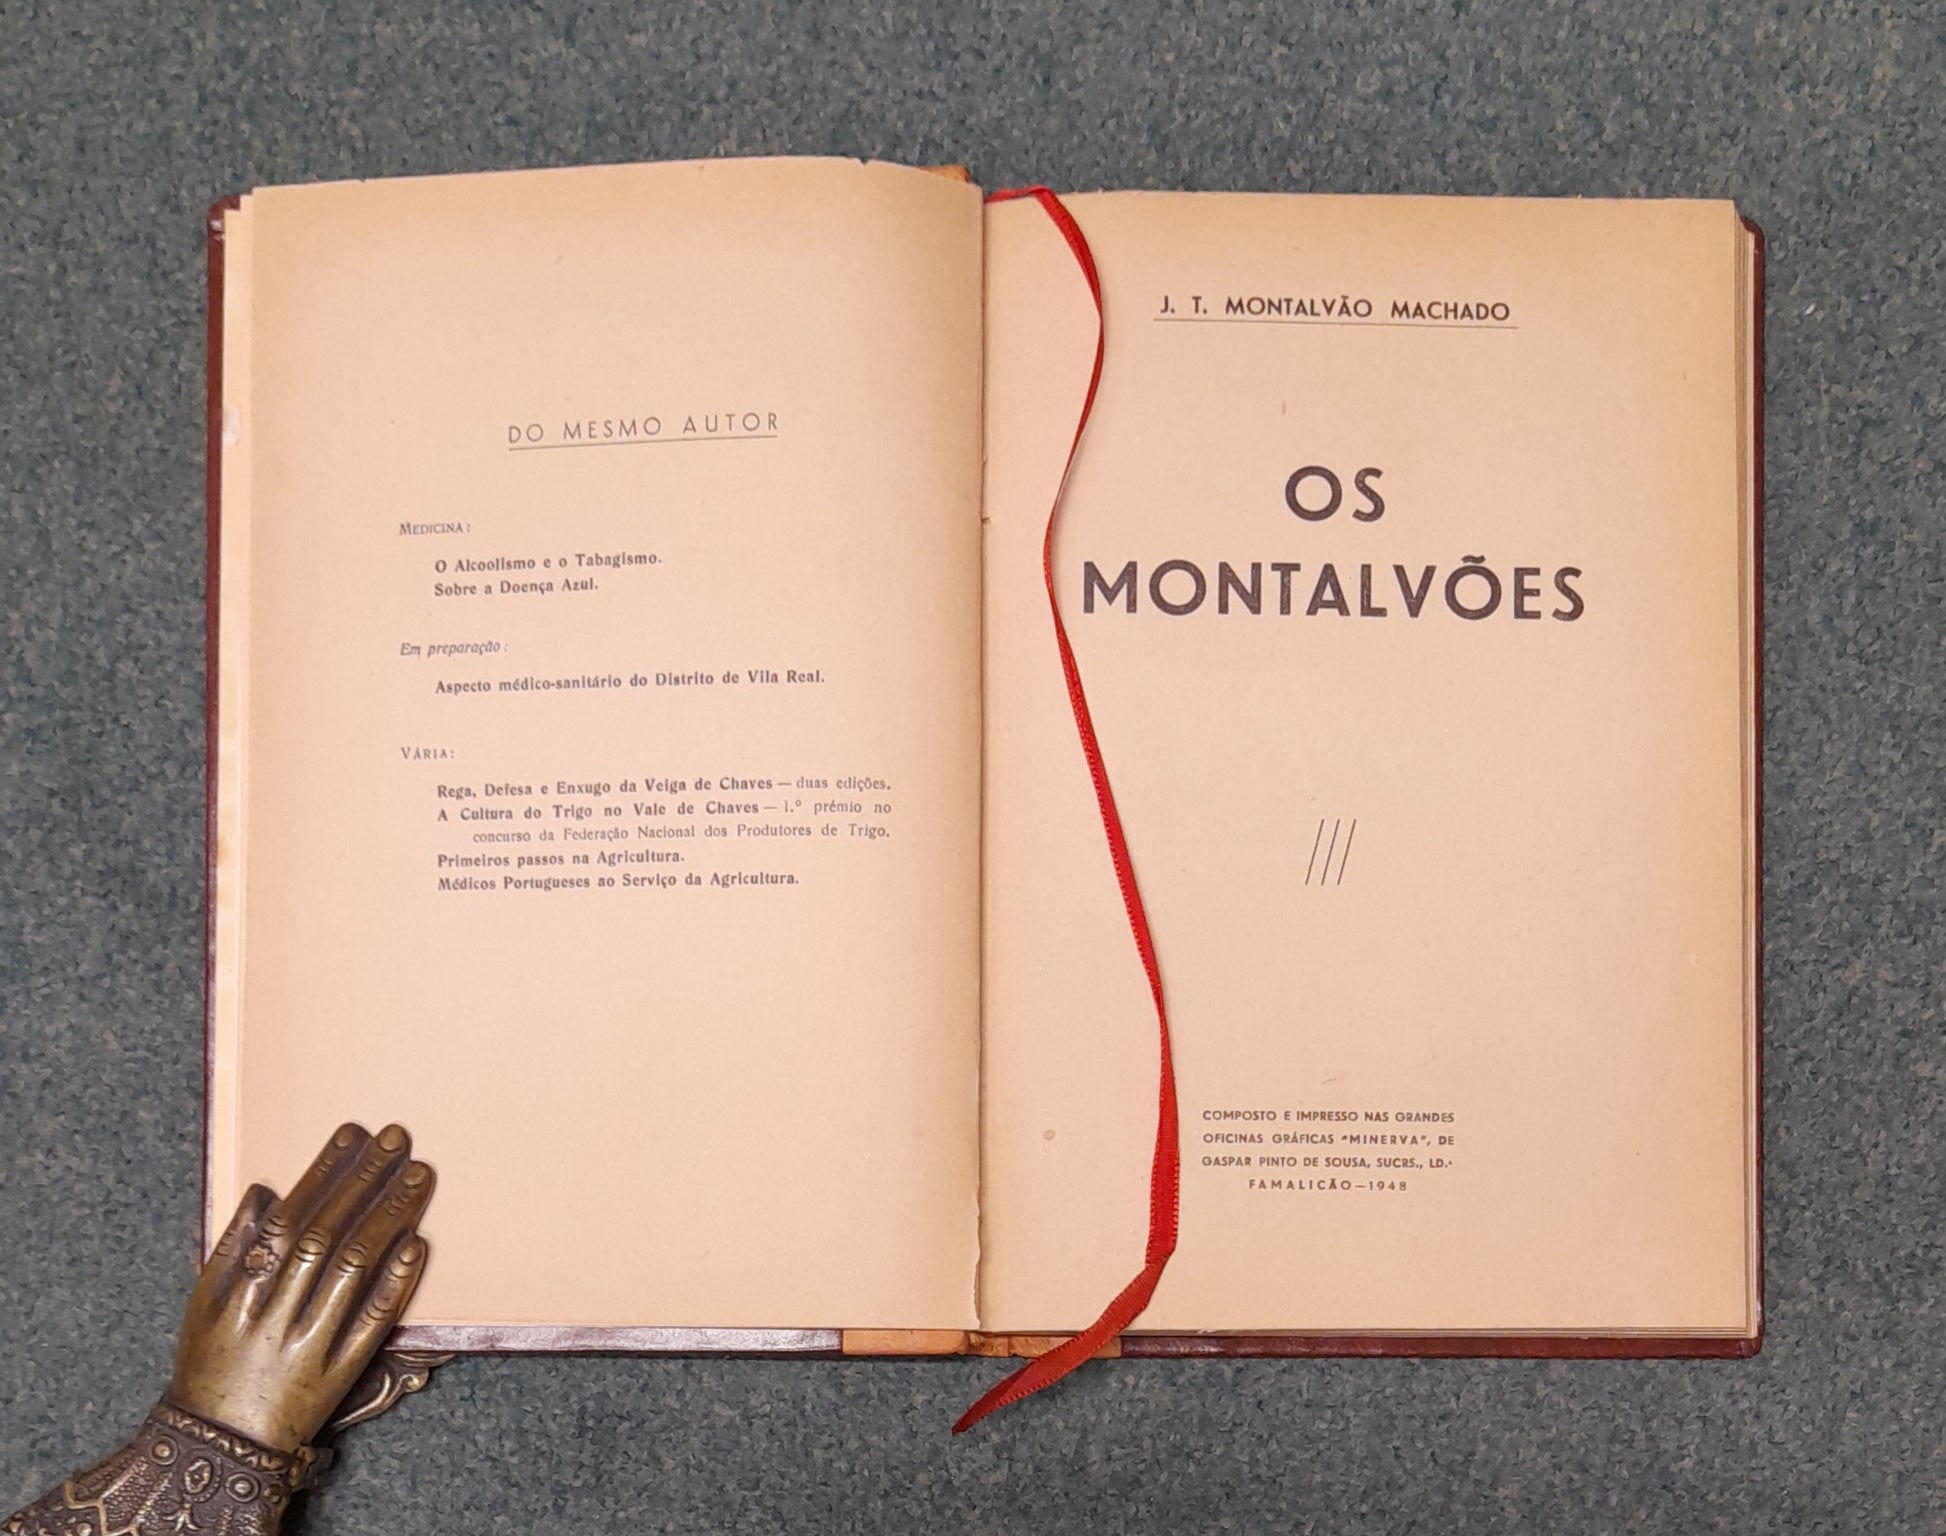 DO MESMO AUTOR
MEDICINA:
O Alcoolismo e o Tabagismo.
Sobre a Doença Azul.
Em preparação:
Aspecto médico-sanitário do Distrito de Vila Real.
VÁRIA:
Rega, Defesa e Enxugo da Veiga de Chaves — duas edições.
A Cultura do Trigo no Vale de Chaves — 1.º prémio no
concurso da Federação Nacional dos Produtores de Trigo.
Primeiros passos na Agricultura.
Médicos Portugueses ao Serviço da Agricultura.
J. T. MONTALVÃO MACHADO
OS
MONTALVÕES
COMPOSTO E IMPRESSO NAS GRANDES
OFICINAS GRÁFICAS "MINERVA", DE
GASPAR PINTO DE SOUSA, SUCRS., LD.ª
FAMALICÃO—1948